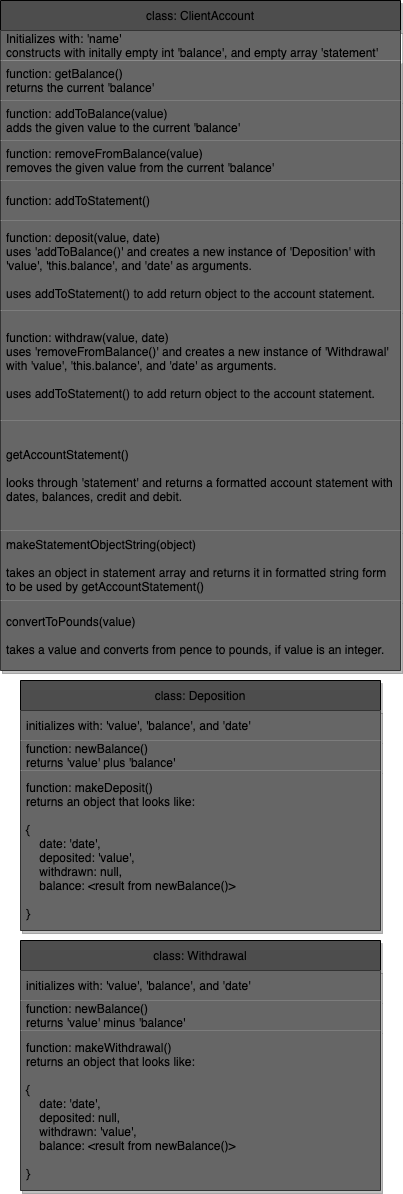 class: ClientAccount
Initializes with: 'name'
constructs with initally empty int 'balance', and empty array 'statement'
function: getBalance()
returns the current 'balance'
function: addToBalance(value)
adds the given value to the current 'balance'
function: removeFromBalance(value)
removes the given value from the current 'balance'
function: addToStatement()
function: deposit(value, date)
uses 'addToBalance()' and creates a new instance of 'Deposition' with
'value', 'this.balance', and 'date' as arguments.
uses addToStatement() to add return object to the account statement.
function: withdraw(value, date)
uses 'removeFromBalance()' and creates a new instance of 'Withdrawal'
with 'value', 'this.balance', and 'date' as arguments.
uses addToStatement() to add return object to the account statement.
getAccountStatement()
looks through 'statement' and returns a formatted account statement with
dates, balances, credit and debit.
makeStatementObjectString(object)
takes an object in statement array and returns it in formatted string form
to be used by getAccountStatement()
convertToPounds(value)
takes a value and converts from pence to pounds, if value is an integer.
class: Deposition
initializes with: 'value', 'balance', and 'date'
function: newBalance()
returns 'value' plus 'balance'
function: makeDeposit()
returns an object that looks like:
{
date: 'date',
deposited: 'value',
withdrawn: null,
balance: <result from newBalance()>
}
class: Withdrawal
initializes with: 'value', 'balance', and 'date'
function: newBalance()
returns 'value' minus 'balance'
function: makeWithdrawal()
returns an object that looks like:
{
date: 'date',
deposited: null,
withdrawn: 'value',
balance: <result from newBalance()>
}